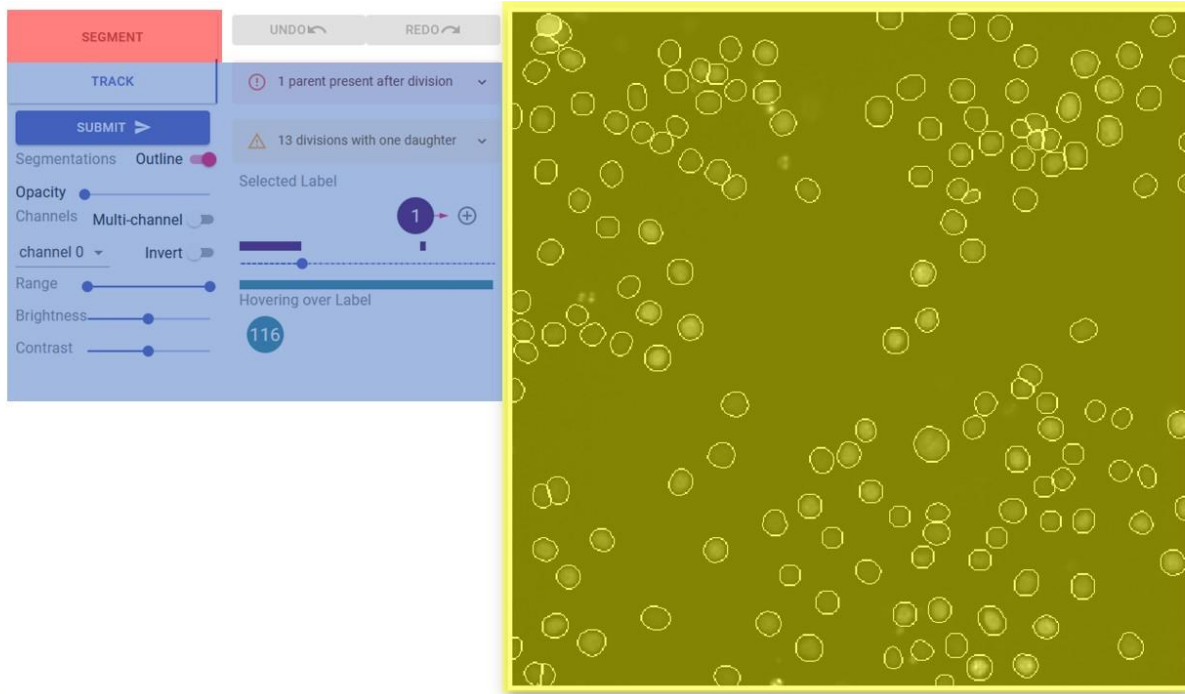 SEGMENT
UNDO
REDO
TRACK
1 parent present after division
SUBMIT
13 divisions with one daughter
Segmentations
Outline
Selected Label
Opacity
Channels
Multi-channel
1
channel 0
Invert
Range
Hovering over Label
Brightness
116
Contrast